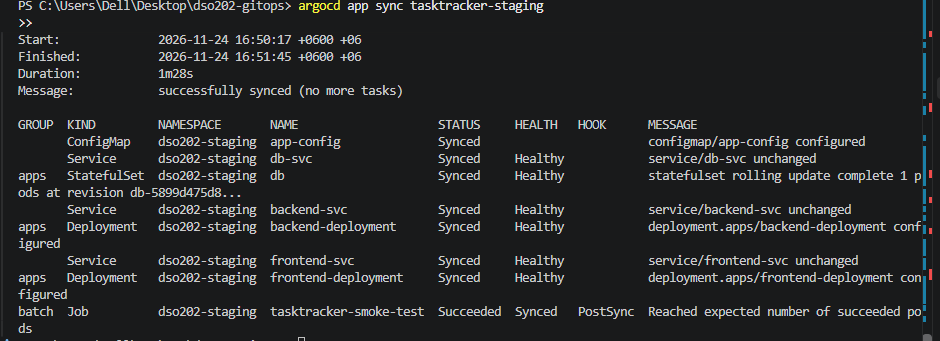 PS C:\Users\Dell\Desktop\dso202-gitops> argocd app sync tasktracker-staging
>>
Start:              2026-11-24 16:50:17 +0600 +06
Finished:           2026-11-24 16:51:45 +0600 +06
Duration:           1m28s
Message:            successfully synced (no more tasks)

GROUP  KIND         NAMESPACE      NAME                    STATUS     HEALTH   HOOK      MESSAGE
       ConfigMap    dso202-staging  app-config            Synced                       configmap/app-config configured
       Service      dso202-staging  db-svc                Synced     Healthy            service/db-svc unchanged
apps   StatefulSet  dso202-staging  db                    Synced     Healthy            statefulset rolling update complete 1 p
ods at revision db-5899d475d8...
       Service      dso202-staging  backend-svc           Synced     Healthy            service/backend-svc unchanged
apps   Deployment   dso202-staging  backend-deployment    Synced     Healthy            deployment.apps/backend-deployment conf
igured
       Service      dso202-staging  frontend-svc          Synced     Healthy            service/frontend-svc unchanged
apps   Deployment   dso202-staging  frontend-deployment   Synced     Healthy            deployment.apps/frontend-deployment con
figured
batch  Job          dso202-staging  tasktracker-smoke-test  Succeeded  Synced   PostSync  Reached expected number of succeeded po
ds